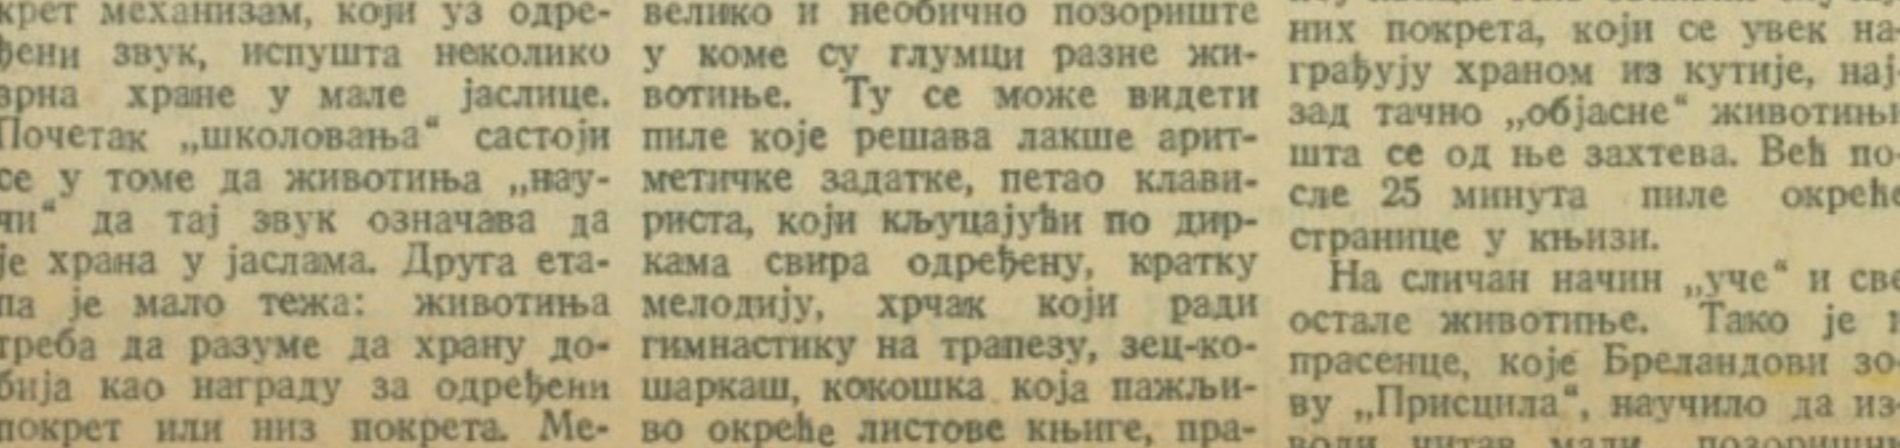 крет механизам, који уз одре-
ђени звук, испушта неколико
зрна хране у мале јаслице.
Почетак „школовања“ састоји
се у томе да животиња „нау-
чи“ да тај звук означава да
је храна у јаслама. Друга ета-
па је мало тежа: животиња
треба да разуме да храну до-
бија као награду за одређени
покрет или низ покрета. Ме-
велико и необично позориште
у коме су глумци разне жи-
вотиње. Ту се може видети
пиле које решава лакше арит-
метичке задатке, петао клави-
риста, који кљуцајући по дир-
кама свира одређену, кратку
мелодију, хрчак који ради
гимнастику на трапезу, зец-ко-
шаркаш, кокошка која пажљи-
во окреће листове књиге, пра-
них покрета, који се увек на-
грађују храном из кутије, нај-
зад тачно „објасне“ животињи
шта се од ње захтева. Већ по-
сле 25 минута пиле окреће
странице у књизи.
На сличан начин „уче“ и све
остале животиње. Тако је
прасенце, које Бреландови зо-
ву „Присцила“, научило да из-
води читав мали